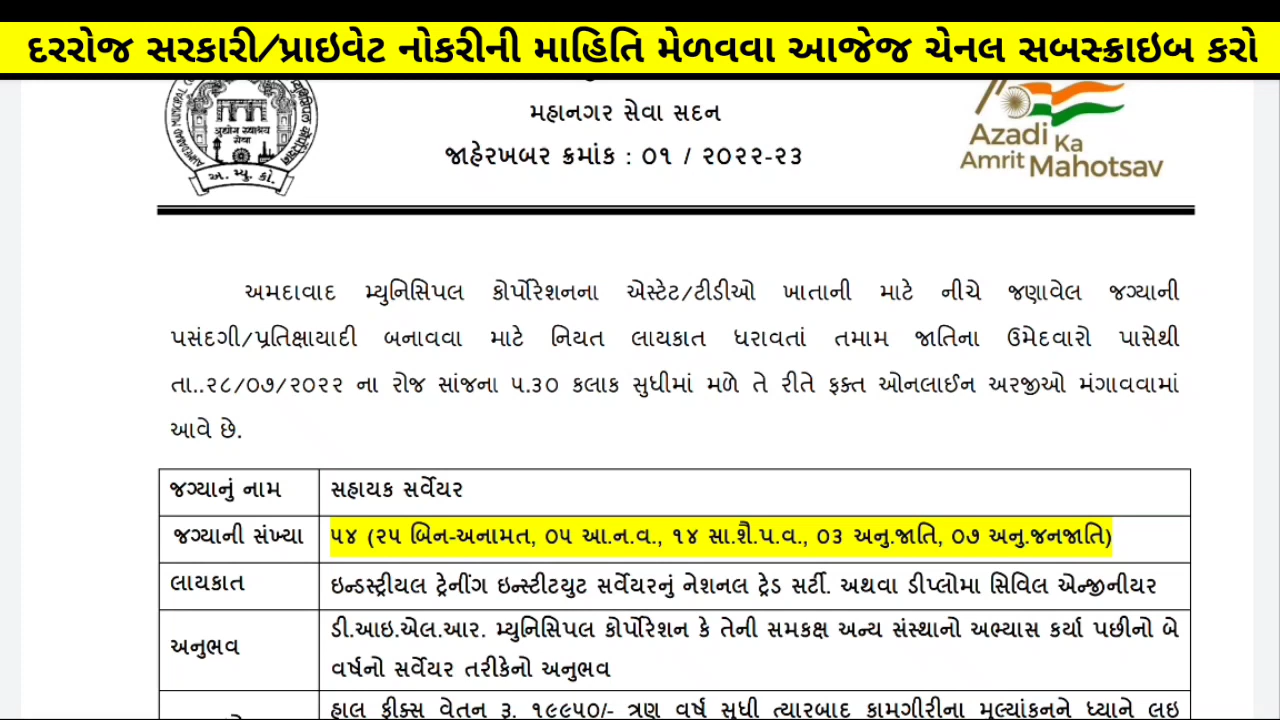 દરરોજ સરકારી/પ્રાઇવેટ નોકરીની માહિતિ મેળવવા આજેજ ચેનલ સબસ્ક્રાઇબ કરો
મહાનગર સેવા સદન
જાહેરખબર ક્રમાંક : ૦૧ / ૨૦૨૨-૨૩
અ. મ્યુ. કો.
Azadi Ka
Amrit Mahotsav
અમદાવાદ મ્યુનિસિપલ કોર્પોરેશનના એસ્ટેટ/ટીડીઓ ખાતાની માટે નીચે જણાવેલ જગ્યાની
પસંદગી/પ્રતિક્ષાયાદી બનાવવા માટે નિયત લાયકાત ધરાવતાં તમામ જાતિના ઉમેદવારો પાસેથી
તા..૨૮/૦૭/૨૦૨૨ ના રોજ સાંજના ૫.૩૦ કલાક સુધીમાં મળે તે રીતે ફક્ત ઓનલાઈન અરજીઓ મંગાવવામાં
આવે છે.
જગ્યાનું નામ સહાયક સર્વેયર
જગ્યાની સંખ્યા ૫૪ (૨૫ બિન-અનામત, ૦૫ આ.ન.વ., ૧૪ સા.શૈ.પ.વ., ૦૩ અનુ.જાતિ, ૦૭ અનુ.જનજાતિ)
લાયકાત ઇન્ડસ્ટ્રીયલ ટ્રેનીંગ ઇન્સ્ટીટયુટ સર્વેયરનું નેશનલ ટ્રેડ સર્ટી. અથવા ડીપ્લોમા સિવિલ એન્જીનીયર
અનુભવ ડી.આઇ.એલ.આર. મ્યુનિસિપલ કોર્પોરેશન કે તેની સમકક્ષ અન્ય સંસ્થાનો અભ્યાસ કર્યા પછીનો બે
વર્ષનો સર્વેયર તરીકેનો અનુભવ
હાલ ફીક્સ વેતન રૂ. ૧૯૯૫૦/- ત્રણ વર્ષ સુધી ત્યારબાદ કામગીરીના મૂલ્યાંકનને ધ્યાને લઇ